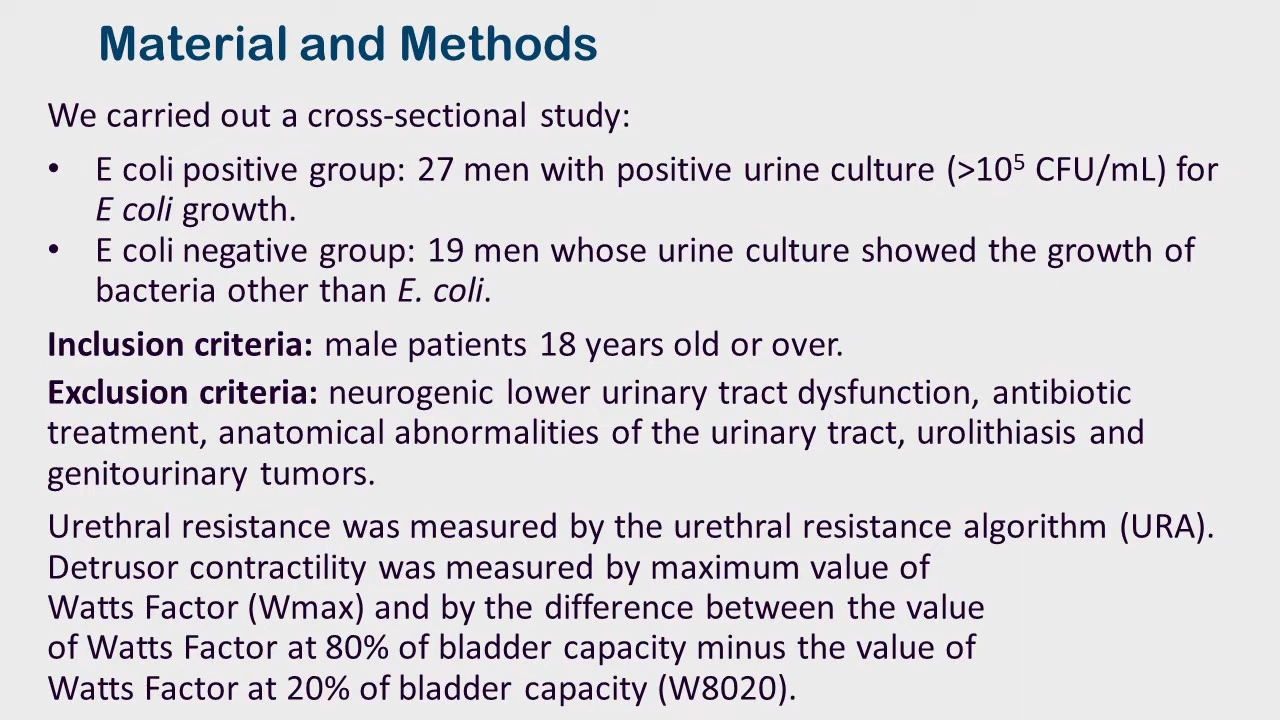 Material and Methods
We carried out a cross-sectional study:
• E coli positive group: 27 men with positive urine culture (>10⁵ CFU/mL) for
E coli growth.
• E coli negative group: 19 men whose urine culture showed the growth of
bacteria other than E. coli.
Inclusion criteria: male patients 18 years old or over.
Exclusion criteria: neurogenic lower urinary tract dysfunction, antibiotic
treatment, anatomical abnormalities of the urinary tract, urolithiasis and
genitourinary tumors.
Urethral resistance was measured by the urethral resistance algorithm (URA).
Detrusor contractility was measured by maximum value of
Watts Factor (Wmax) and by the difference between the value
of Watts Factor at 80% of bladder capacity minus the value of
Watts Factor at 20% of bladder capacity (W8020).